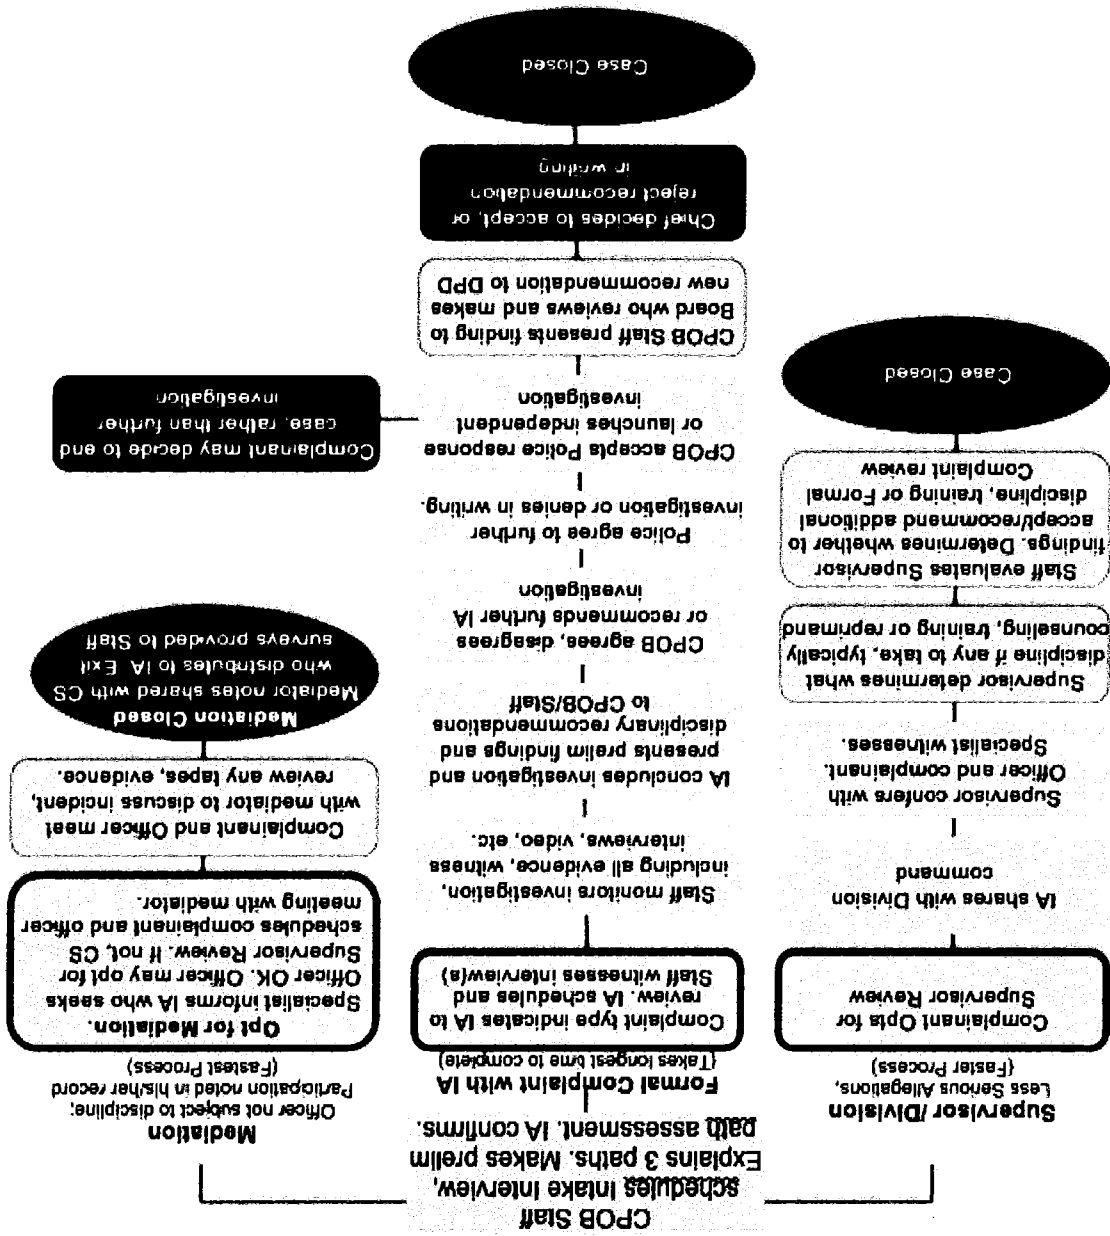 CPOB Staff
schedules Intake Interview,
Explains 3 paths. Makes prelim
path assessment. IA confirms.
Supervisor /Division
Less Serious Allegations,
(Faster Process)
Complainant Opts for
Supervisor Review
IA shares with Division
command
Supervisor confers with
Officer and complainant.
Specialist witnesses.
Supervisor determines what
discipline if any to take, typically
counseling, training or reprimand
Staff evaluates Supervisor
findings. Determines whether to
accept/recommend additional
discipline, training or Formal
Complaint review
Case Closed
Formal Complaint with IA
(Takes longest time to complete)
Complaint type indicates IA to
review. IA schedules and
Staff witnesses interview(s)
Staff monitors investigation,
including all evidence, witness
interviews, video, etc.
IA concludes investigation and
presents prelim findings and
disciplinary recommendations
to CPOB/Staff
CPOB agrees, disagrees
or recommends further IA
investigation
Police agree to further
investigation or denies in writing.
CPOB accepts Police response
or launches independent
investigation
Complainant may decide to end
case, rather than further
investigation
CPOB Staff presents finding to
Board who reviews and makes
new recommendation to DPD
Chief decides to accept, or
reject recommendation
in writing
Case Closed
Mediation
Officer not subject to discipline;
Participation noted in his/her record
(Fastest Process)
Opt for Mediation.
Specialist informs IA who seeks
Officer OK. Officer may opt for
Supervisor Review. If not, CS
schedules complainant and officer
meeting with mediator.
Complainant and Officer meet
with mediator to discuss incident,
review any tapes, evidence.
Mediation Closed
Mediator notes shared with CS
who distributes to IA. Exit
surveys provided to Staff